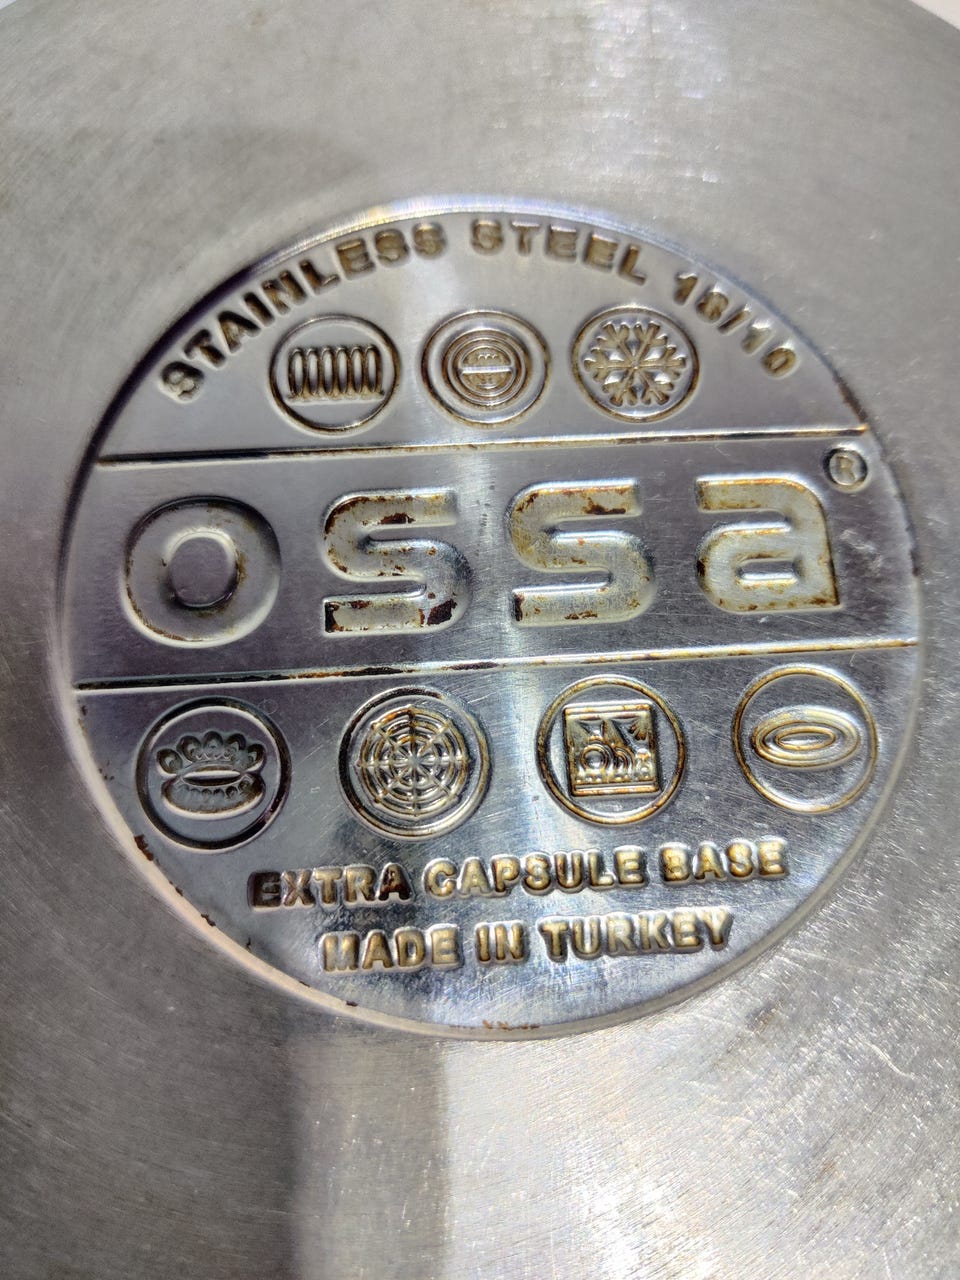 STAINLESS STEEL 18/10
ossa®
EXTRA CAPSULE BASE
MADE IN TURKEY